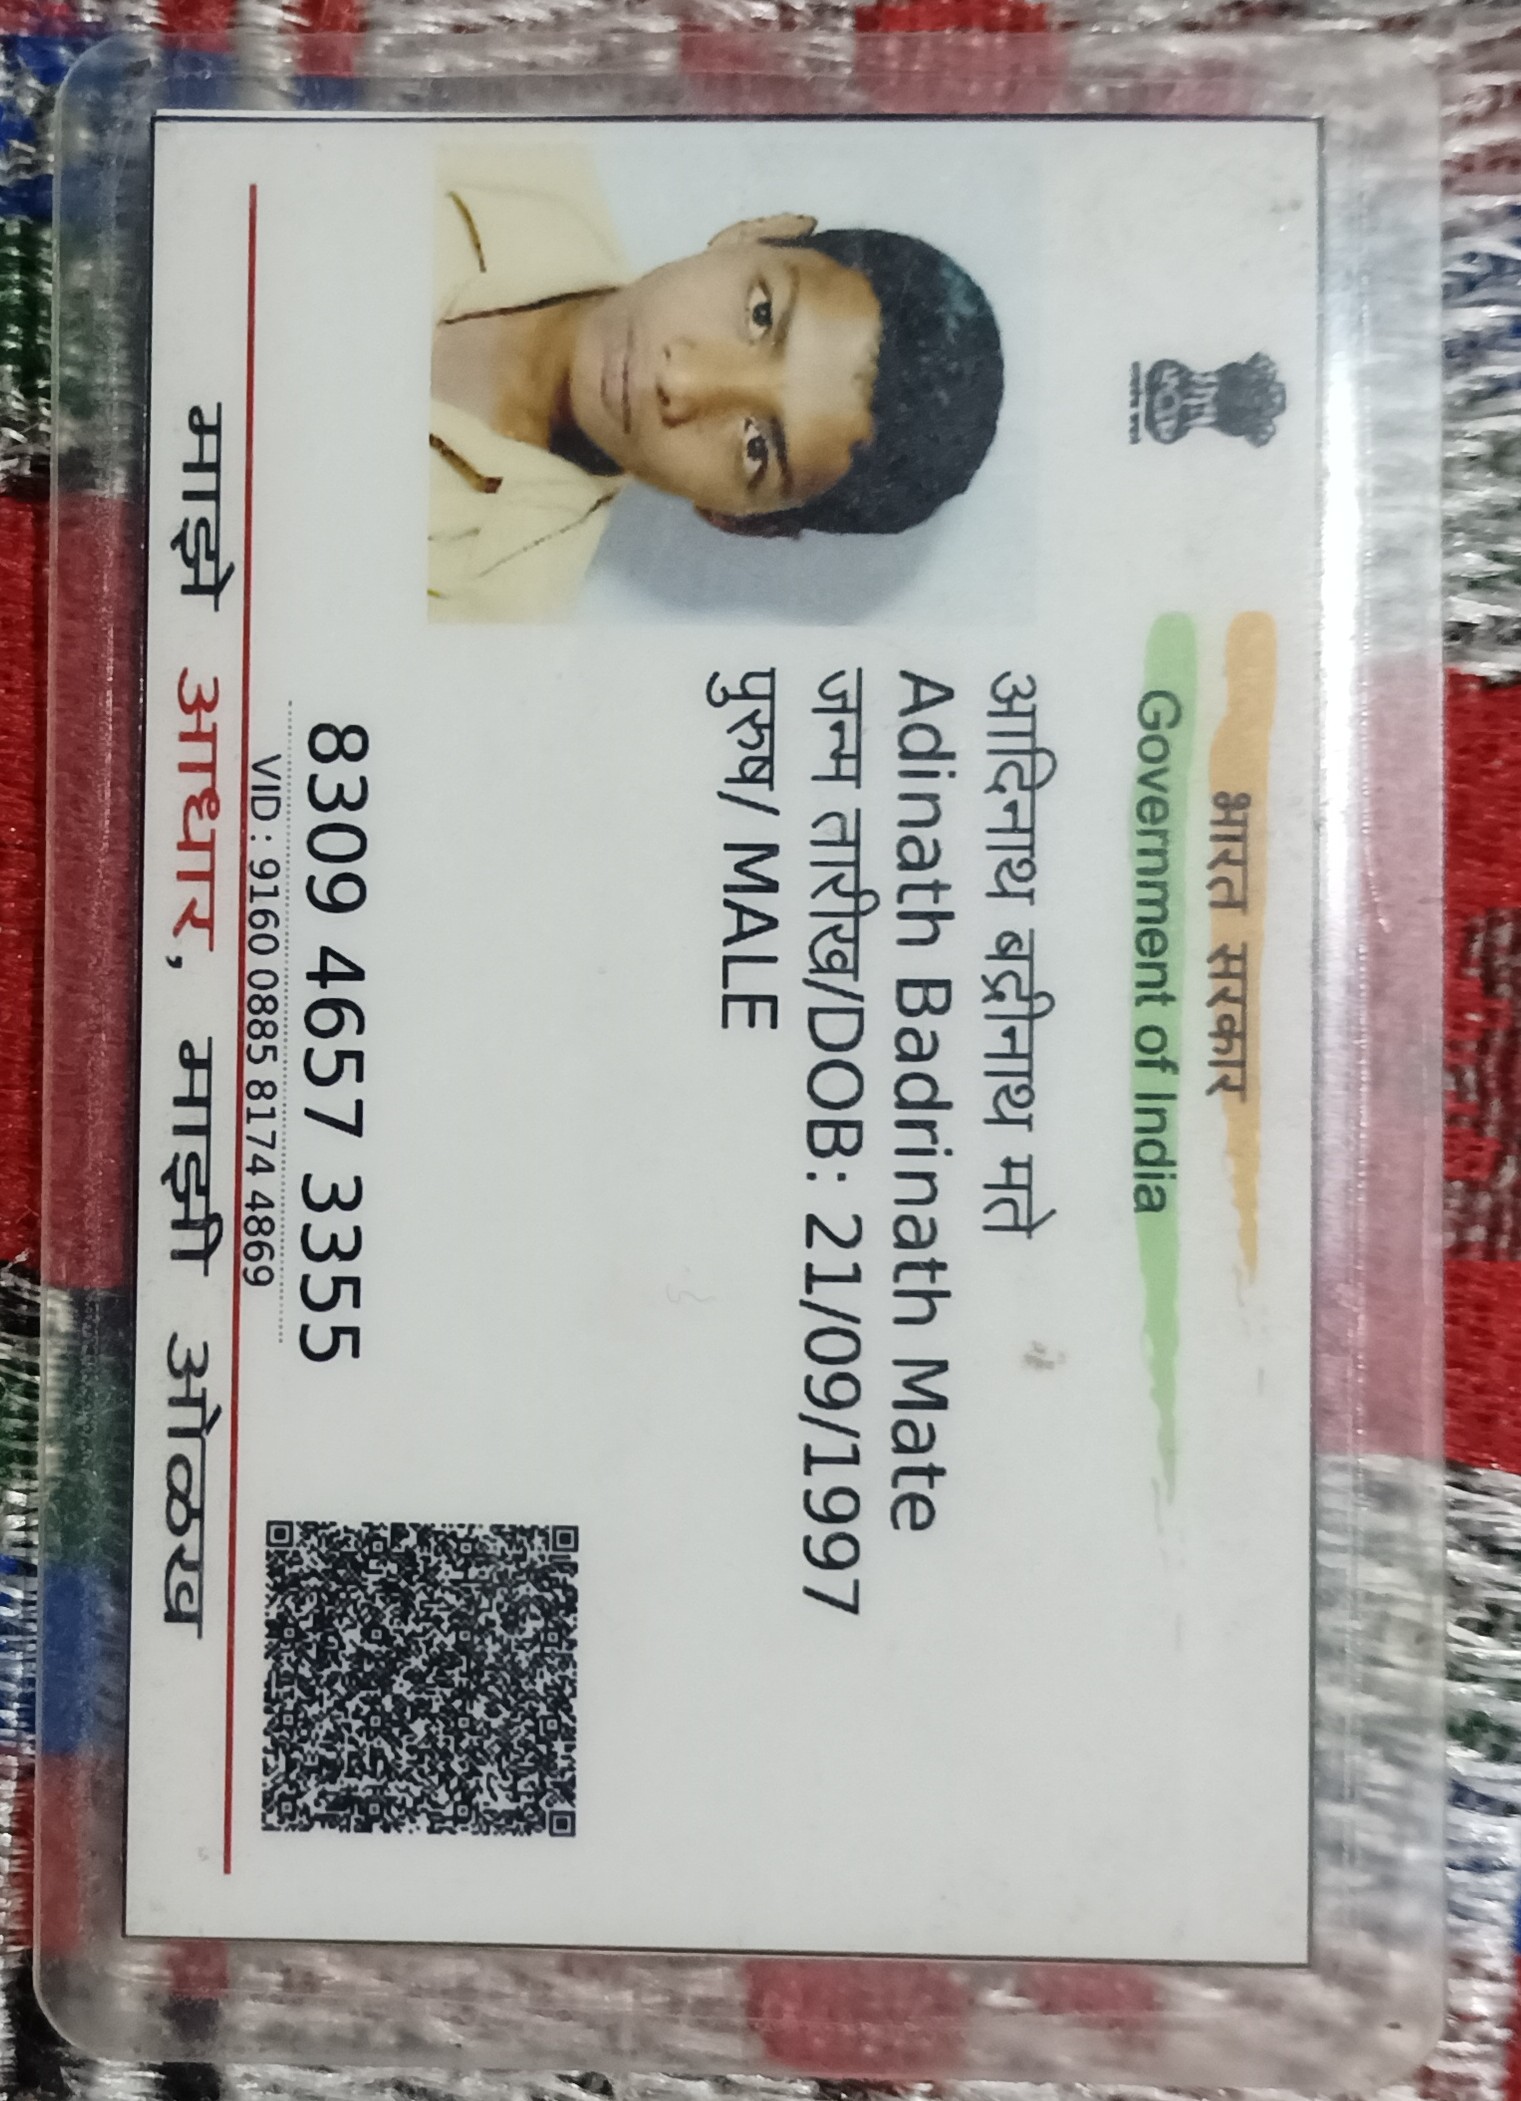 भारत सरकार
Government of India
आदिनाथ बद्रीनाथ मते
Adinath Badrinath Mate
जन्म तारीख/DOB: 21/09/1997
पुरुष/ MALE
8309 4657 3355
VID : 9160 0885 8174 4869
माझे आधार, माझी ओळख